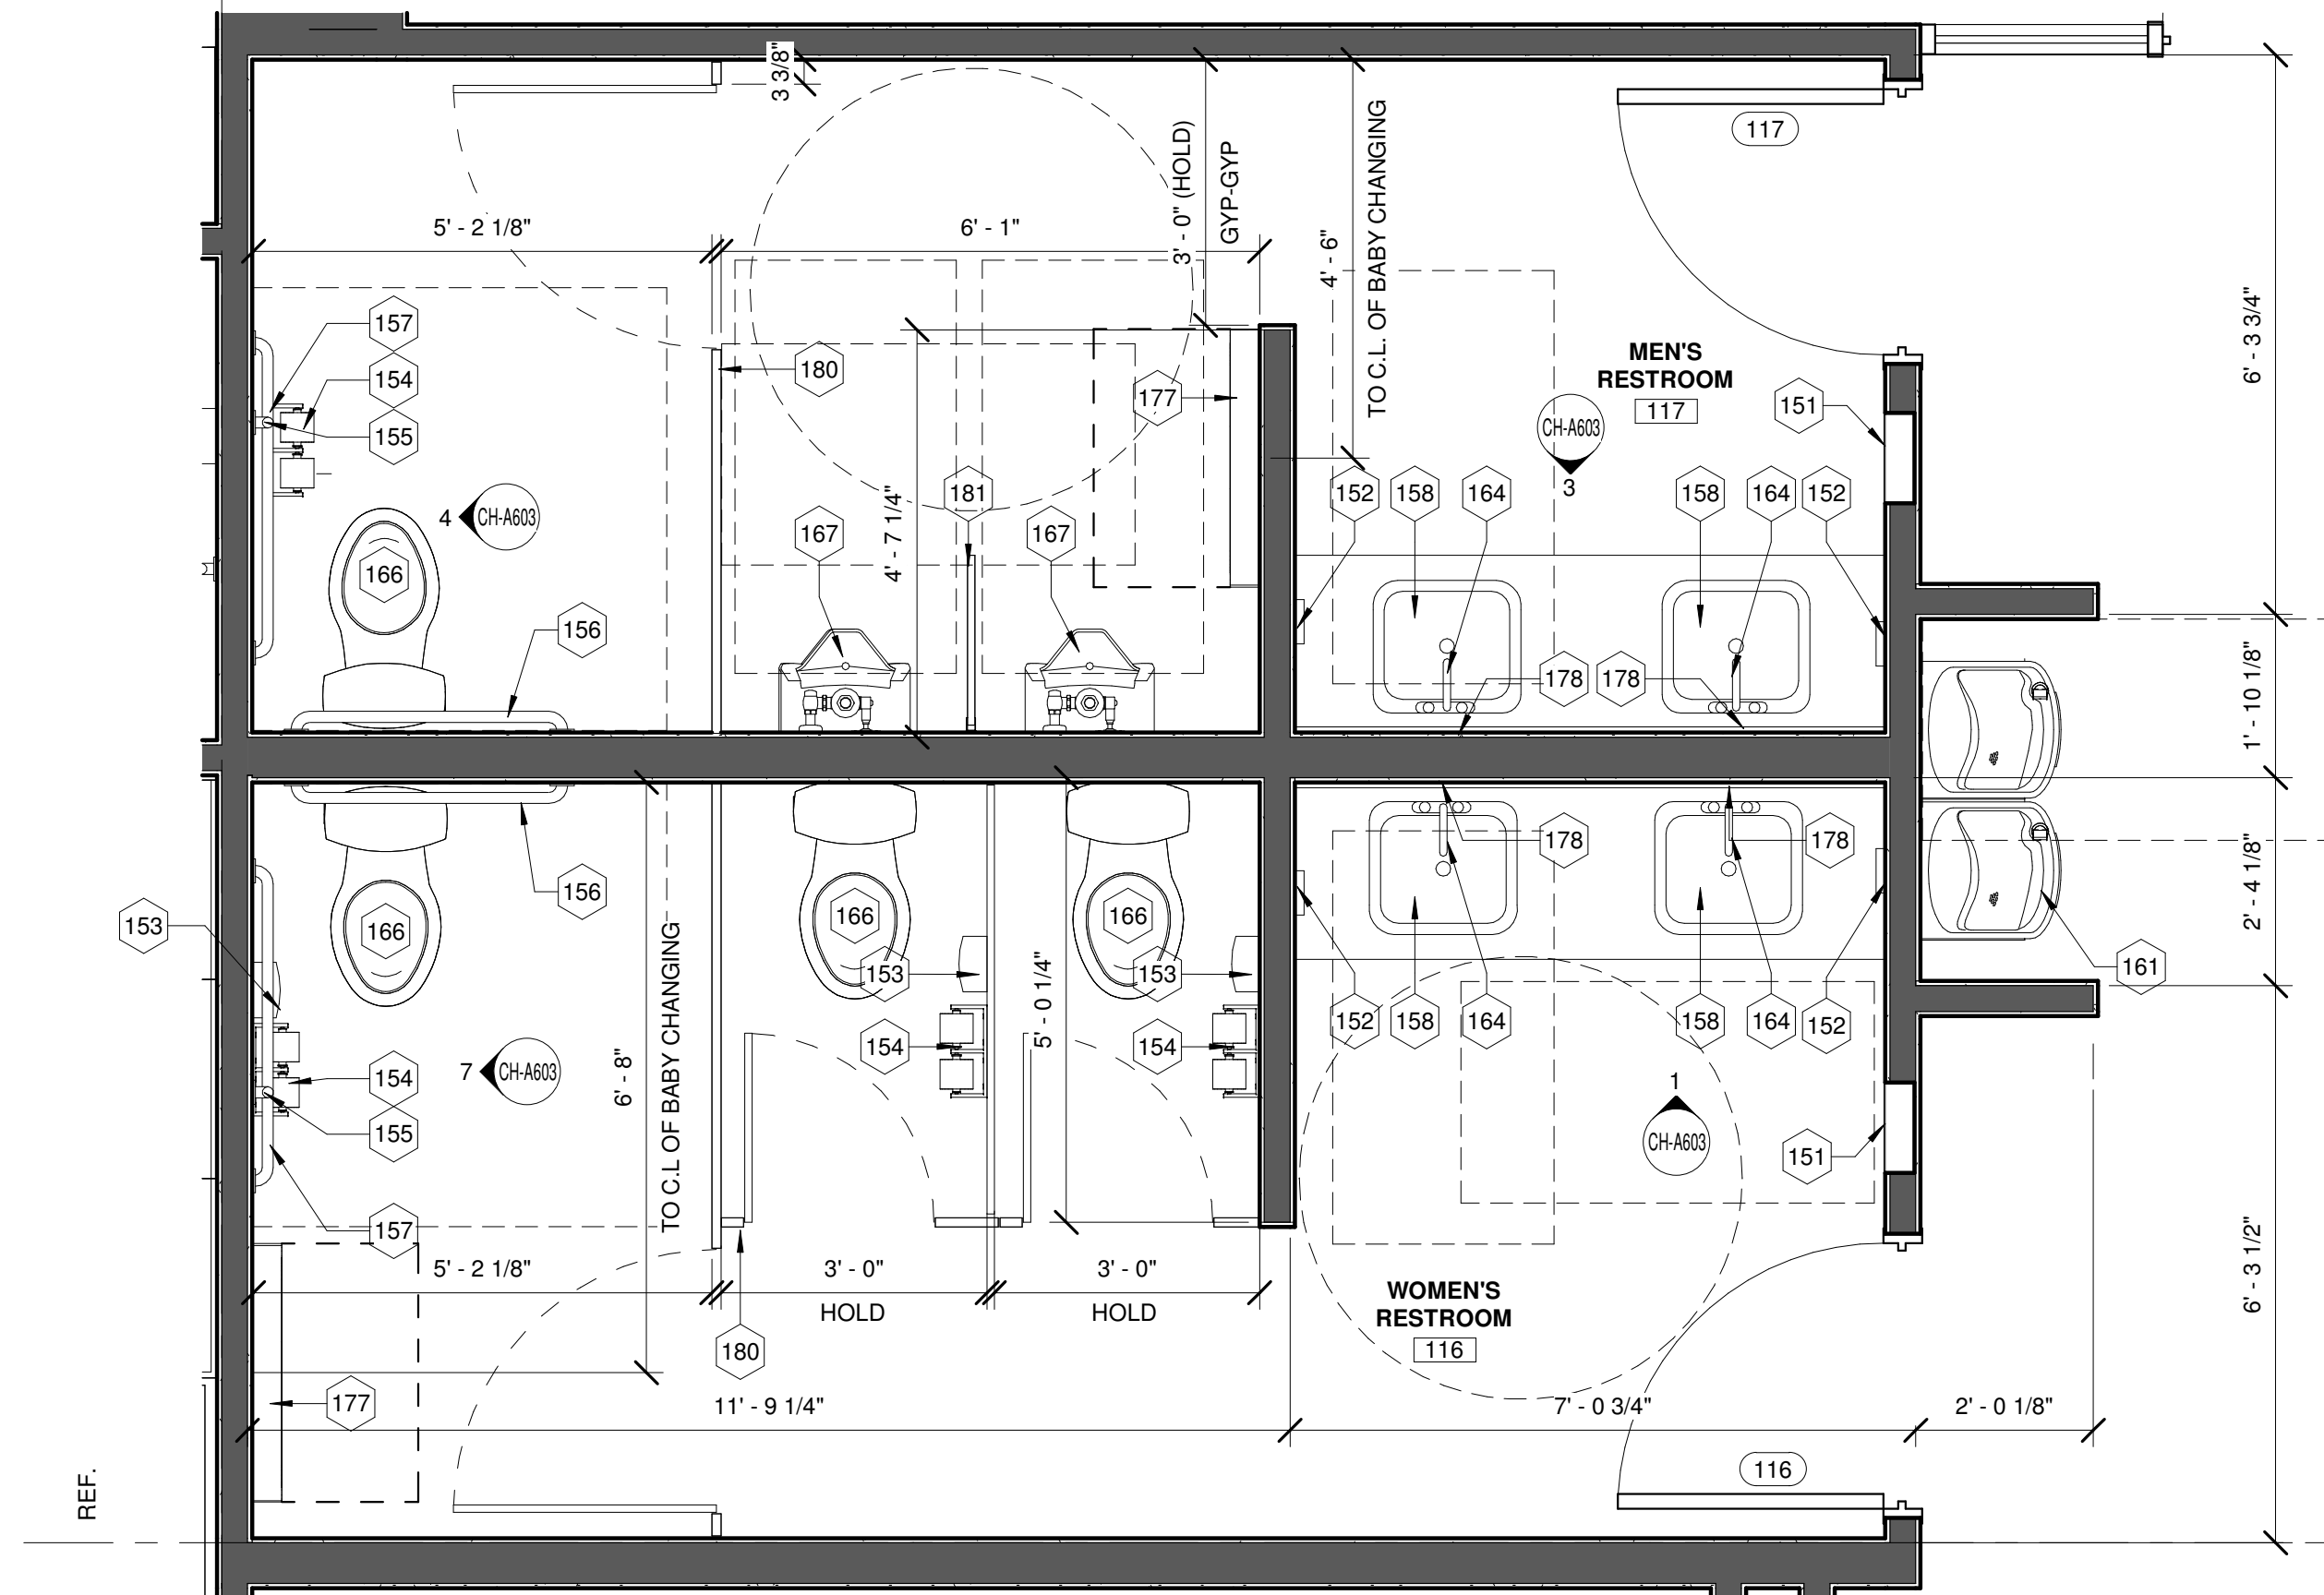 3 3/8"
117
5' - 2 1/8"
6' - 1"
3' - 0" (HOLD)
GYP-GYP
4' - 6"
TO C.L. OF BABY CHANGING
6' - 3 3/4"
157
154
155
180
177
MEN'S
RESTROOM
117
151
CH-A603
3
4
CH-A603
166
156
167
4' - 7 1/4"
181
167
152
158
164
158
164
152
178
178
1' - 10 1/8"
153
166
156
166
153
166
153
178
178
2' - 4 1/8"
161
152
158
164
158
164
152
154
154
5' - 0 1/4"
7
CH-A603
154
155
157
6' - 8"
TO C.L OF BABY CHANGING
1
CH-A603
151
5' - 2 1/8"
3' - 0"
HOLD
3' - 0"
HOLD
180
WOMEN'S
RESTROOM
116
6' - 3 1/2"
177
11' - 9 1/4"
7' - 0 3/4"
2' - 0 1/8"
116
REF.